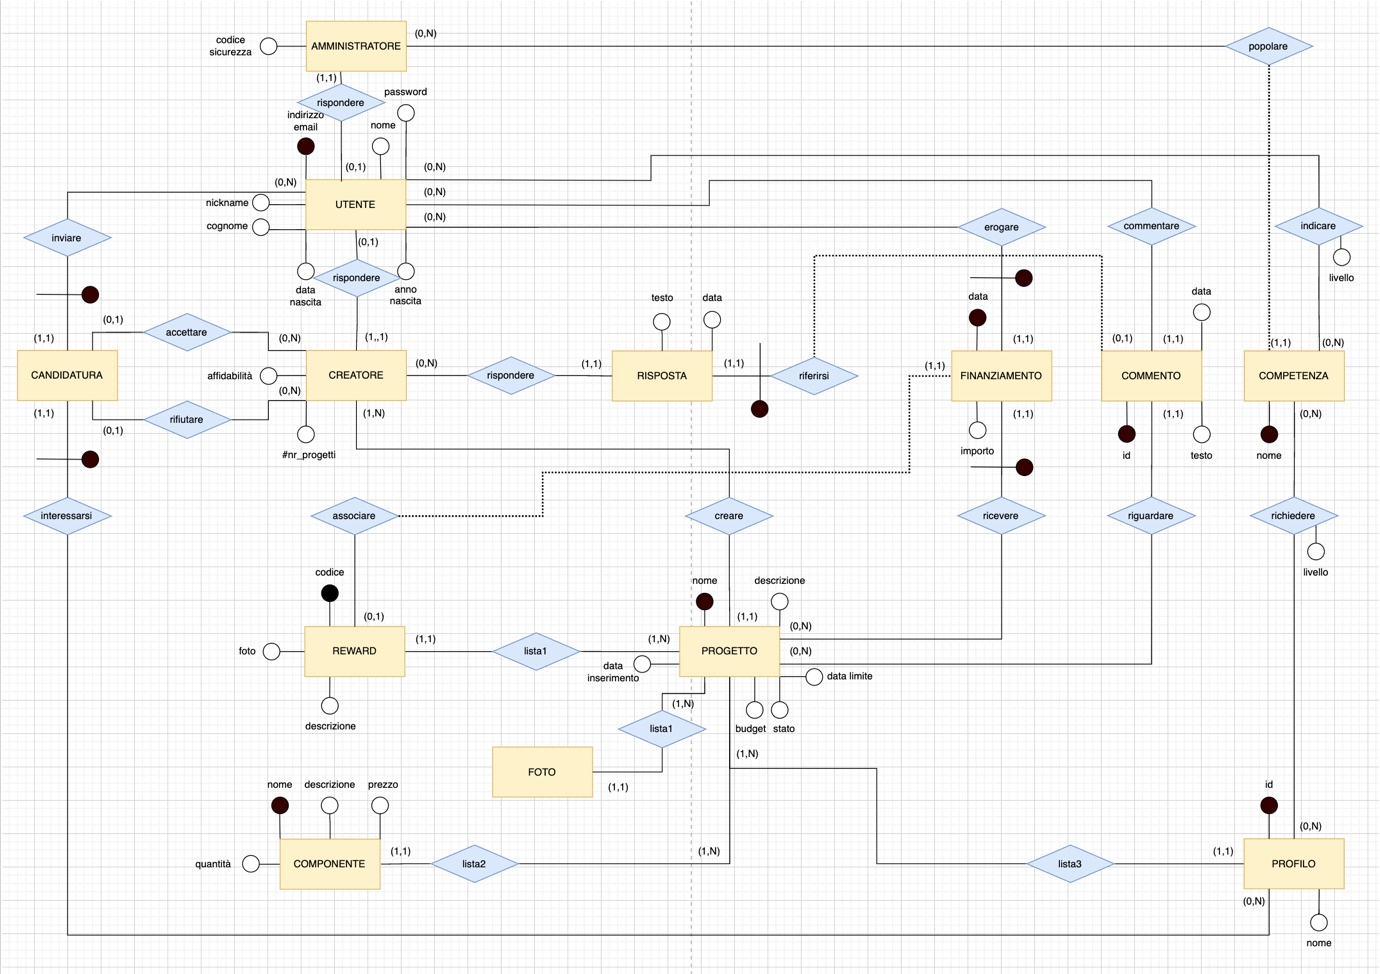 (0,N)
codice
sicurezza
AMMINISTRATORE
popolare
(1,1)
password
rispondere
indirizzo
email
nome
(0,1)
(0,N)
(0,N)
(0,N)
nickname
UTENTE
(0,N)
cognome
inviare
(0,1)
erogare
commentare
indicare
rispondere
livello
data
nascita
anno
nascita
testo
data
data
data
(0,1)
accettare
(1,1)
(0,N)
(1,,1)
(1,1)
(0,1)
(1,1)
(1,1)
(0,N)
(0,N)
(1,1)
(1,1)
(1,1)
CANDIDATURA
affidabilità
CREATORE
rispondere
RISPOSTA
riferirsi
FINANZIAMENTO
COMMENTO
COMPETENZA
(0,N)
(1,1)
(0,1)
rifiutare
(1,N)
(1,1)
(1,1)
(0,N)
#nr_progetti
importo
id
testo
nome
interessarsi
associare
creare
ricevere
riguardare
richiedere
livello
codice
nome
descrizione
(0,1)
(1,1)
(0,N)
(1,1)
(1,N)
foto
REWARD
lista1
PROGETTO
(0,N)
data
inserimento
data limite
(1,N)
descrizione
lista1
budget
stato
(1,N)
FOTO
(1,1)
nome
descrizione
prezzo
id
(0,N)
(1,1)
(1,N)
(1,1)
quantità
COMPONENTE
lista2
lista3
PROFILO
(0,N)
nome